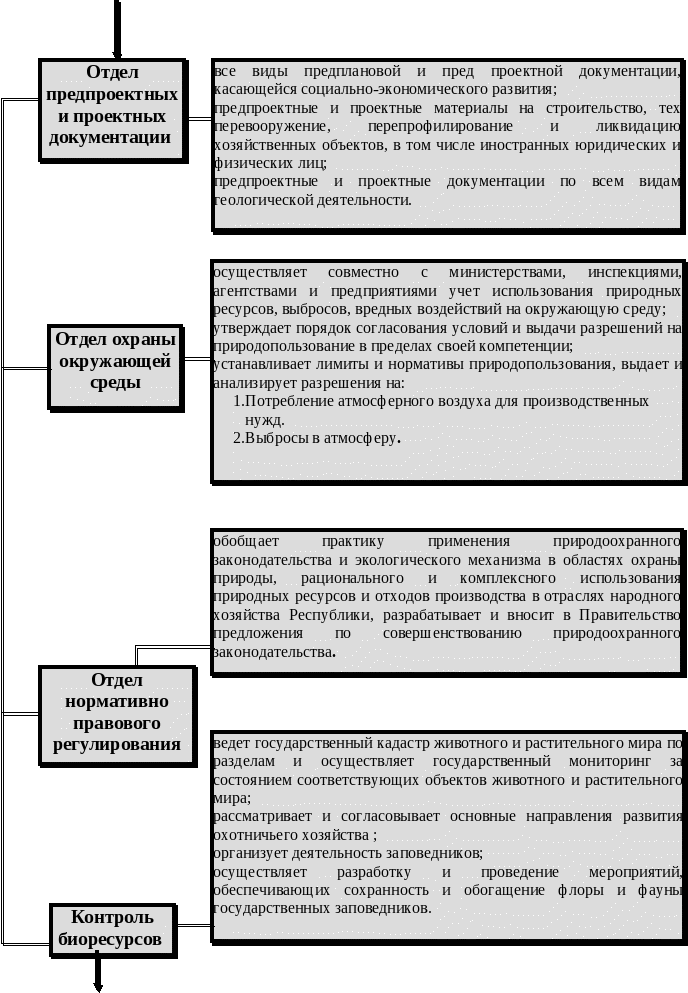 Отдел
предпроектных
и проектных
документации
все виды предплановой и пред проектной документации,
касающейся социально-экономического развития;
предпроектные и проектные материалы на строительство, тех
перевооружение, перепрофилирование и ликвидацию
хозяйственных объектов, в том числе иностранных юридических и
физических лиц;
предпроектные и проектные документации по всем видам
геологической деятельности.
Отдел охраны
окружающей
среды
осуществляет совместно с министерствами, инспекциями,
агентствами и предприятиями учет использования природных
ресурсов, выбросов, вредных воздействий на окружающую среду;
утверждает порядок согласования условий и выдачи разрешений на
природопользование в пределах своей компетенции;
устанавливает лимиты и нормативы природопользования, выдает и
анализирует разрешения на:
1.Потребление атмосферного воздуха для производственных
нужд.
2.Выбросы в атмосферу.
Отдел
нормативно
правового
регулирования
обобщает практику применения природоохранного
законодательства и экологического механизма в областях охраны
природы, рационального и комплексного использования
природных ресурсов и отходов производства в отраслях народного
хозяйства Республики, разрабатывает и вносит в Правительство
предложения по совершенствованию природоохранного
законодательства.
Контроль
биоресурсов
ведет государственный кадастр животного и растительного мира по
разделам и осуществляет государственный мониторинг за
состоянием соответствующих объектов животного и растительного
мира;
рассматривает и согласовывает основные направления развития
охотничьего хозяйства ;
организует деятельность заповедников;
осуществляет разработку и проведение мероприятий,
обеспечивающих сохранность и обогащение флоры и фауны
государственных заповедников.